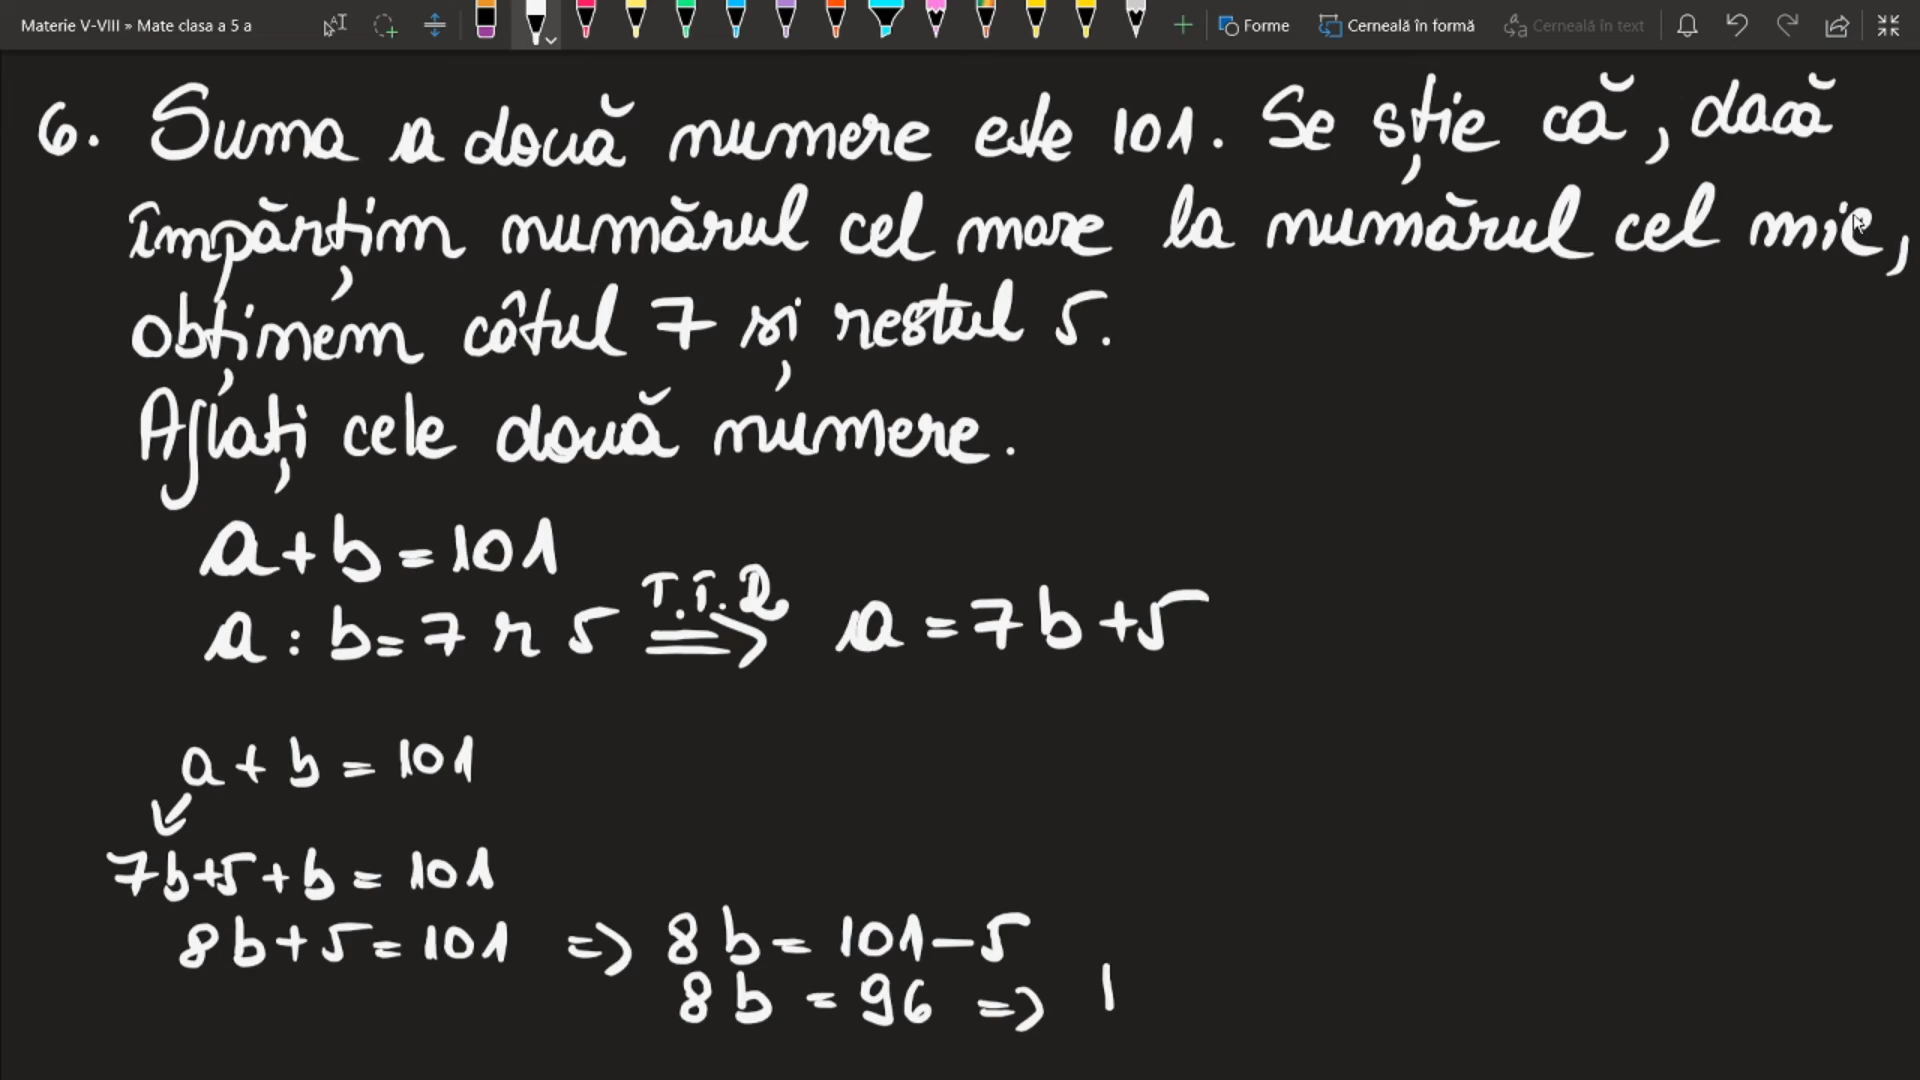 Materie V-VIII » Mate clasa a 5 a
Forme
Cerneală în formă
Cerneală în text
6. Suma a două numere este 101. Se știe că, dacă
împărțim numărul cel mare la numărul cel mic,
obținem câtul 7 și restul 5.
Aflați cele două numere.
a+b=101
a:b=7 r 5 T.Î.R => a=7b+5
a+b=101
7b+5+b=101
8b+5=101 => 8b=101-5
8b=96 =>